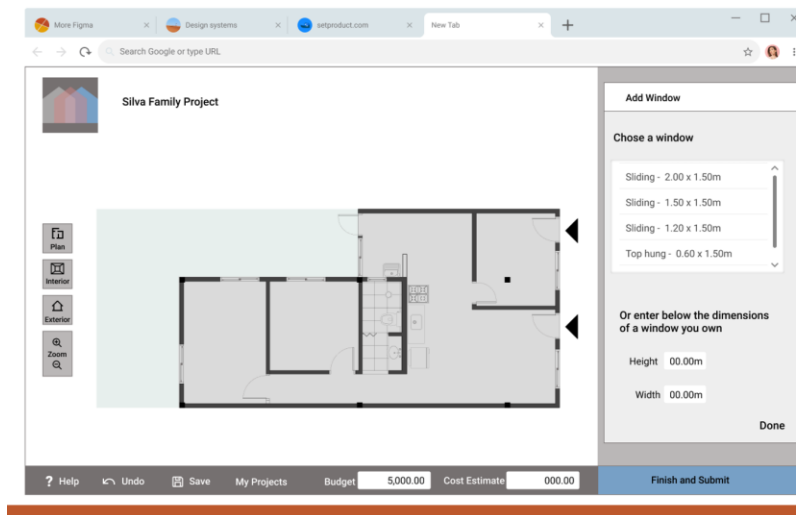 More Figma
Design systems
setproduct.com
New Tab
Search Google or type URL
Silva Family Project
Add Window
Chose a window
Sliding - 2.00 x 1.50m
Sliding - 1.50 x 1.50m
Sliding - 1.20 x 1.50m
Top hung - 0.60 x 1.50m
Plan
Interior
Exterior
Zoom
Or enter below the dimensions
of a window you own
Height 00.00m
Width 00.00m
Done
? Help
Undo
Save
My Projects
Budget 5,000.00
Cost Estimate 000.00
Finish and Submit